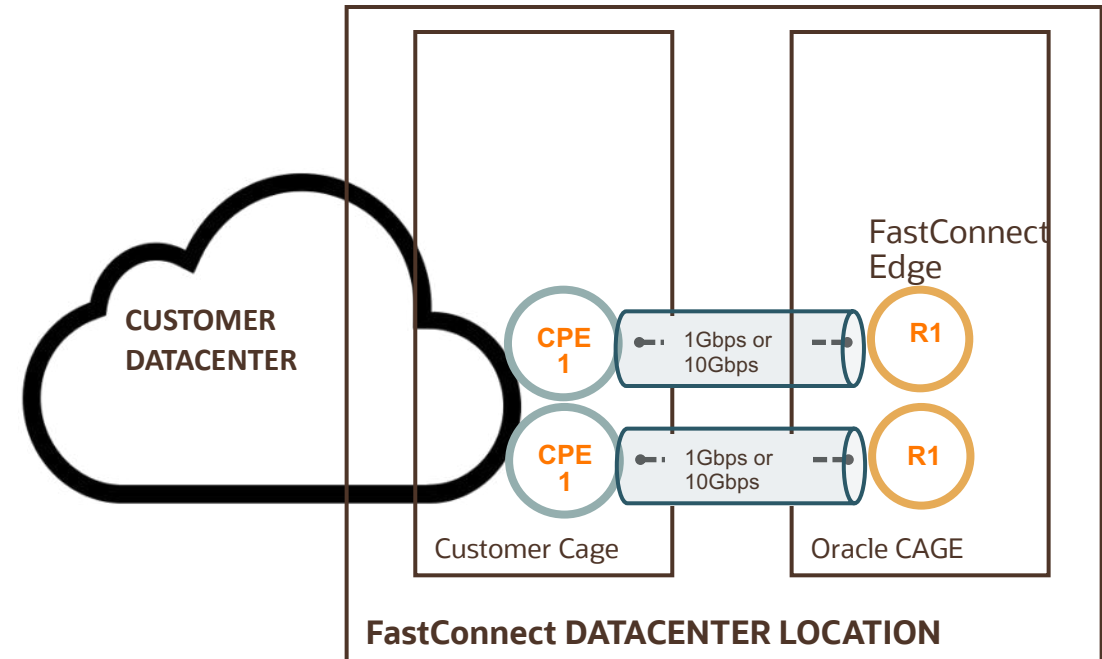 FastConnect
Edge
CUSTOMER
DATACENTER
CPE
1
1Gbps or
10Gbps
R1
CPE
1
1Gbps or
10Gbps
R1
Customer Cage
Oracle CAGE
FastConnect DATACENTER LOCATION